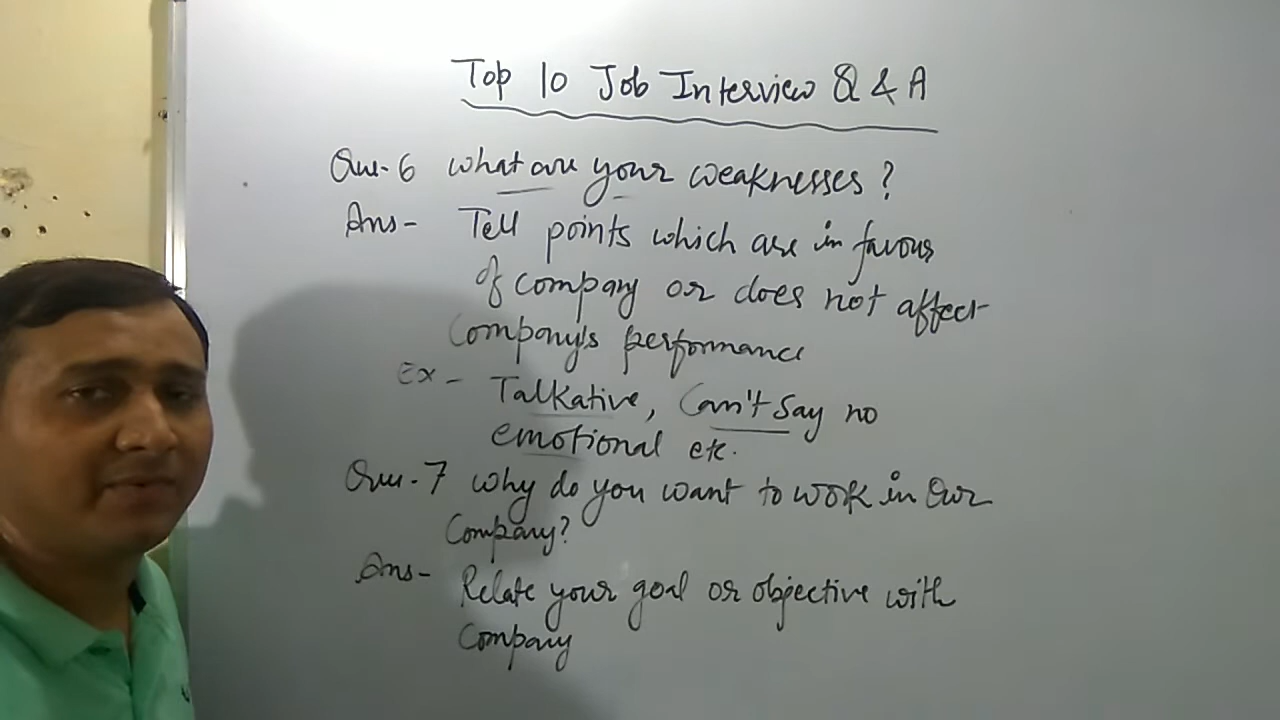 Top 10 Job Interview Q & A
Que.6 What are your weaknesses?
Ans- Tell points which are in favour
of company or does not affect
Company's performance
Ex- Talkative, Can't Say no
emotional etc.
Que.7 Why do you want to work in Our
Company?
Ans- Relate your goal or objective with
Company